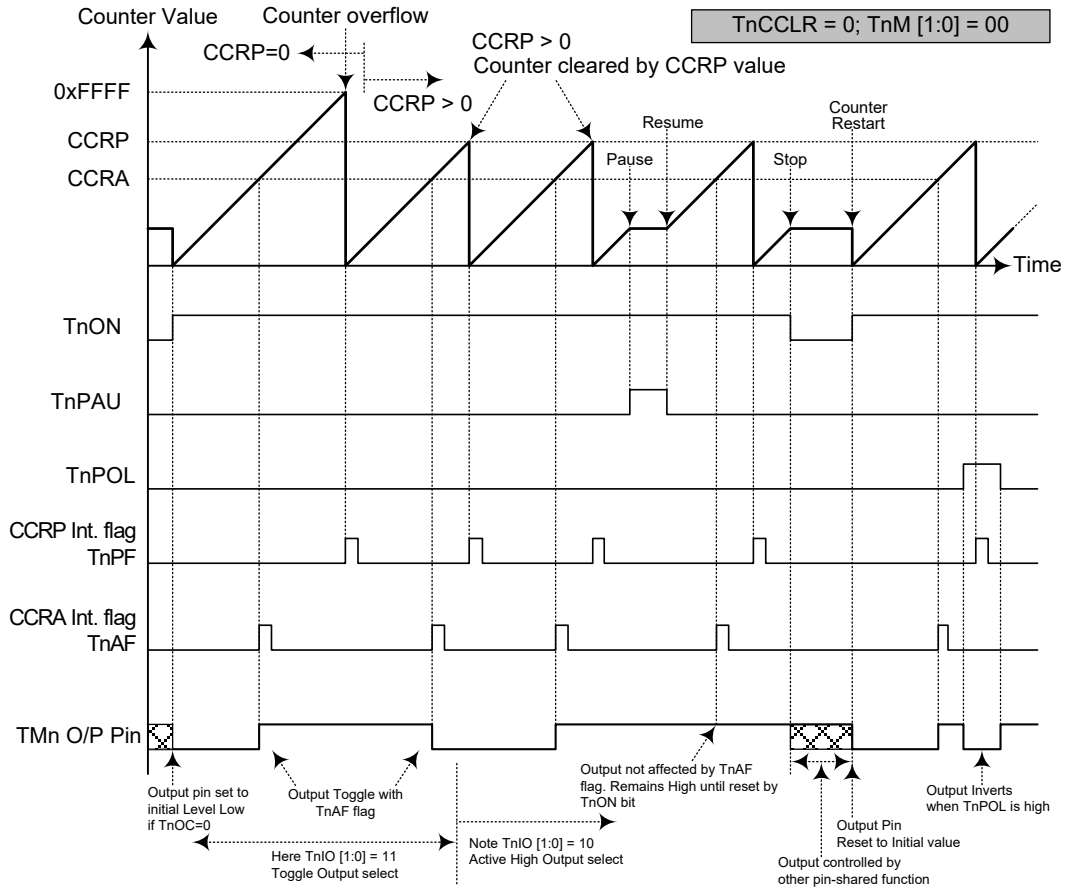 Counter Value
Counter overflow
TnCCLR = 0; TnM [1:0] = 00
CCRP=0
CCRP > 0
CCRP > 0
Counter cleared by CCRP value
0xFFFF
CCRP
CCRA
Pause
Resume
Stop
Counter
Restart
Time
TnON
TnPAU
TnPOL
CCRP Int. flag
TnPF
CCRA Int. flag
TnAF
TMn O/P Pin
Output pin set to
initial Level Low
if TnOC=0
Output Toggle with
TnAF flag
Output not affected by TnAF
flag. Remains High until reset by
TnON bit
Output Inverts
when TnPOL is high
Here TnIO [1:0] = 11
Toggle Output select
Note TnIO [1:0] = 10
Active High Output select
Output Pin
Reset to Initial value
Output controlled by
other pin-shared function